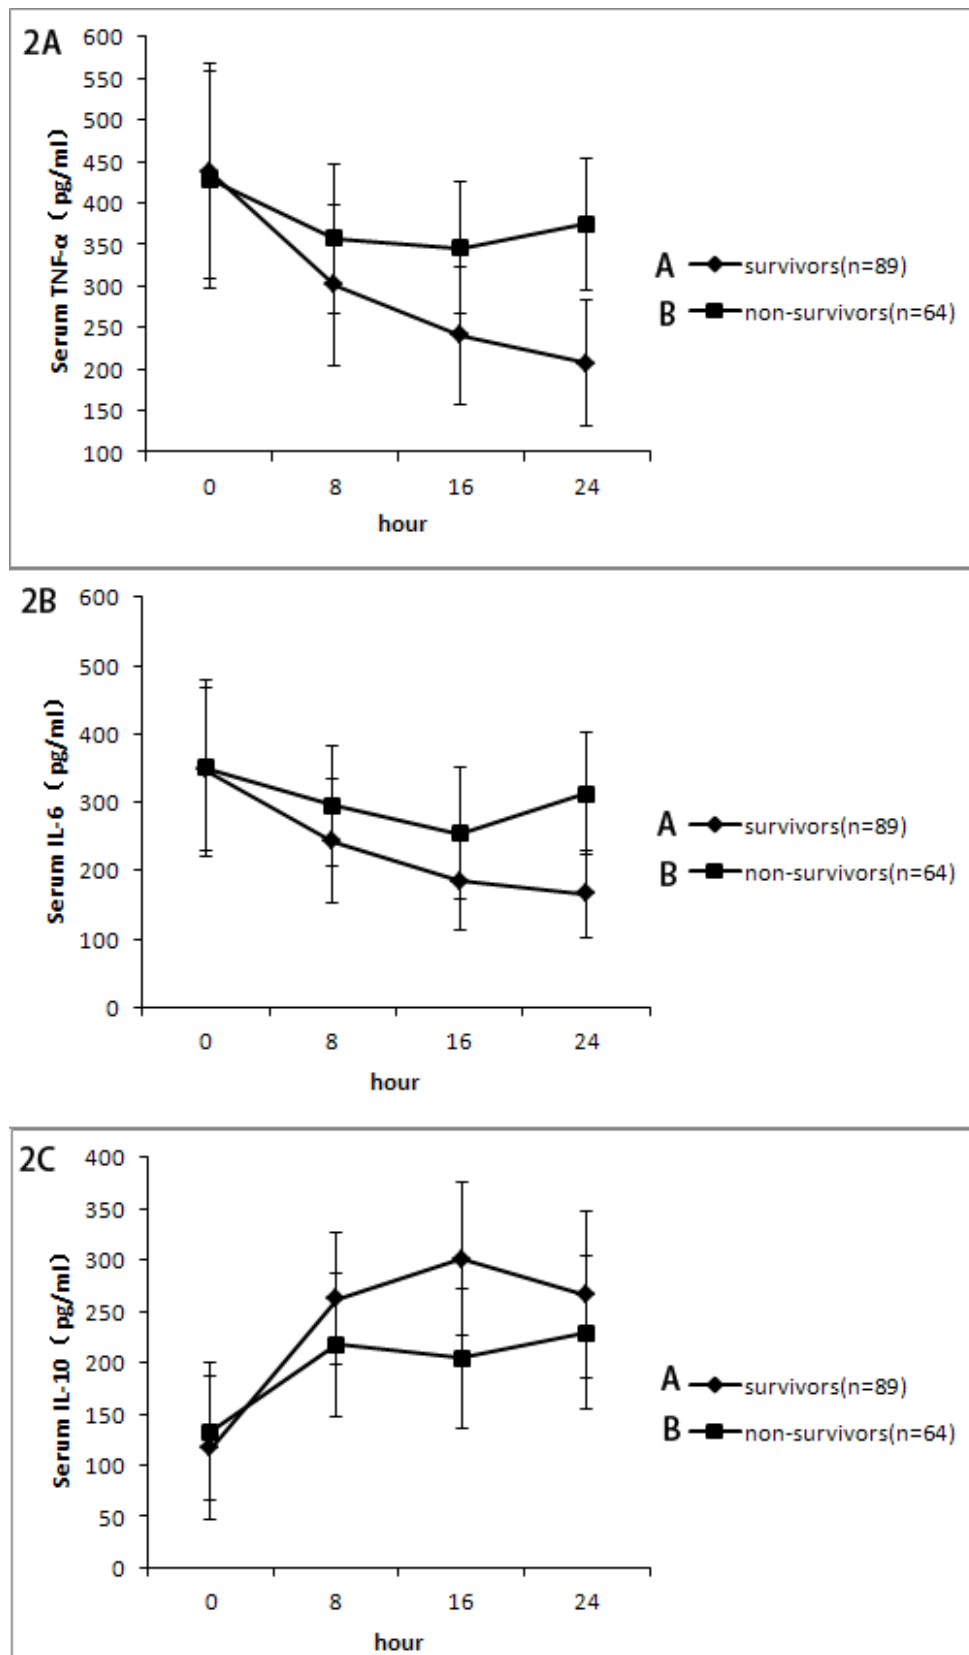 2A
600
550
500
450
400
350
300
250
200
150
100
Serum TNF-α ( pg/ml)
0 8 16 24
hour
A survivors(n=89)
B non-survivors(n=64)
2B
600
500
400
300
200
100
0
Serum IL-6 ( pg/ml)
0 8 16 24
hour
A survivors(n=89)
B non-survivors(n=64)
2C
400
350
300
250
200
150
100
50
0
Serum IL-10 ( pg/ml)
0 8 16 24
hour
A survivors(n=89)
B non-survivors(n=64)